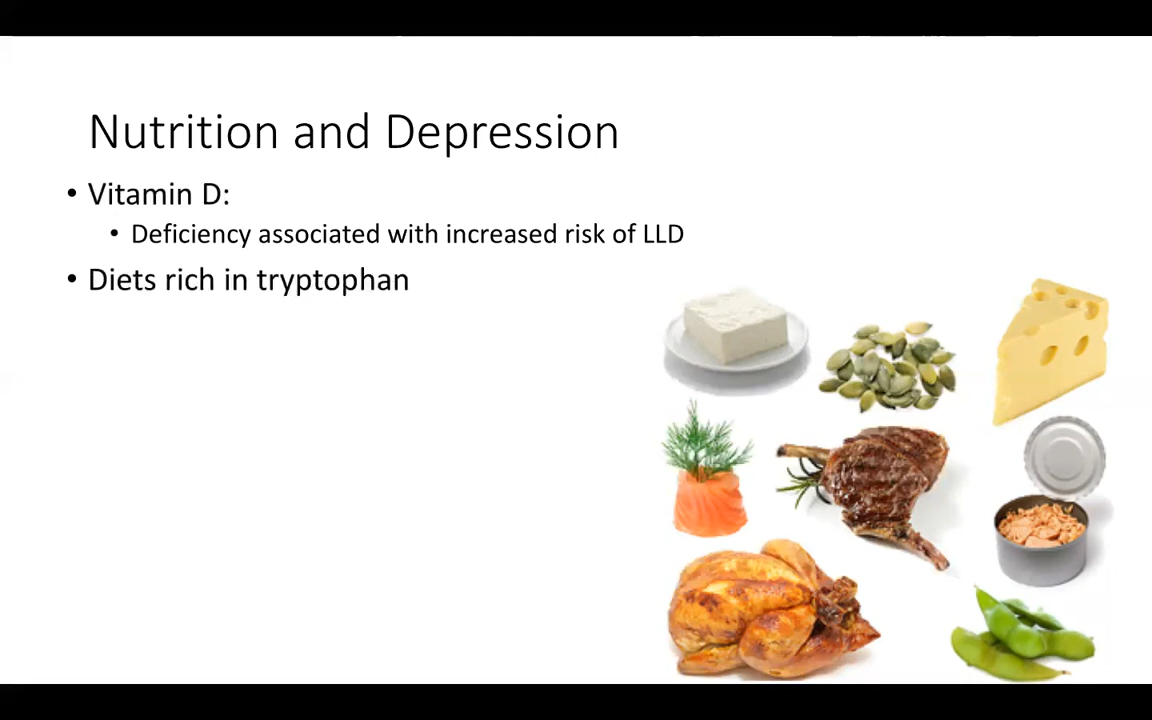 Nutrition and Depression
• Vitamin D:
• Deficiency associated with increased risk of LLD
• Diets rich in tryptophan